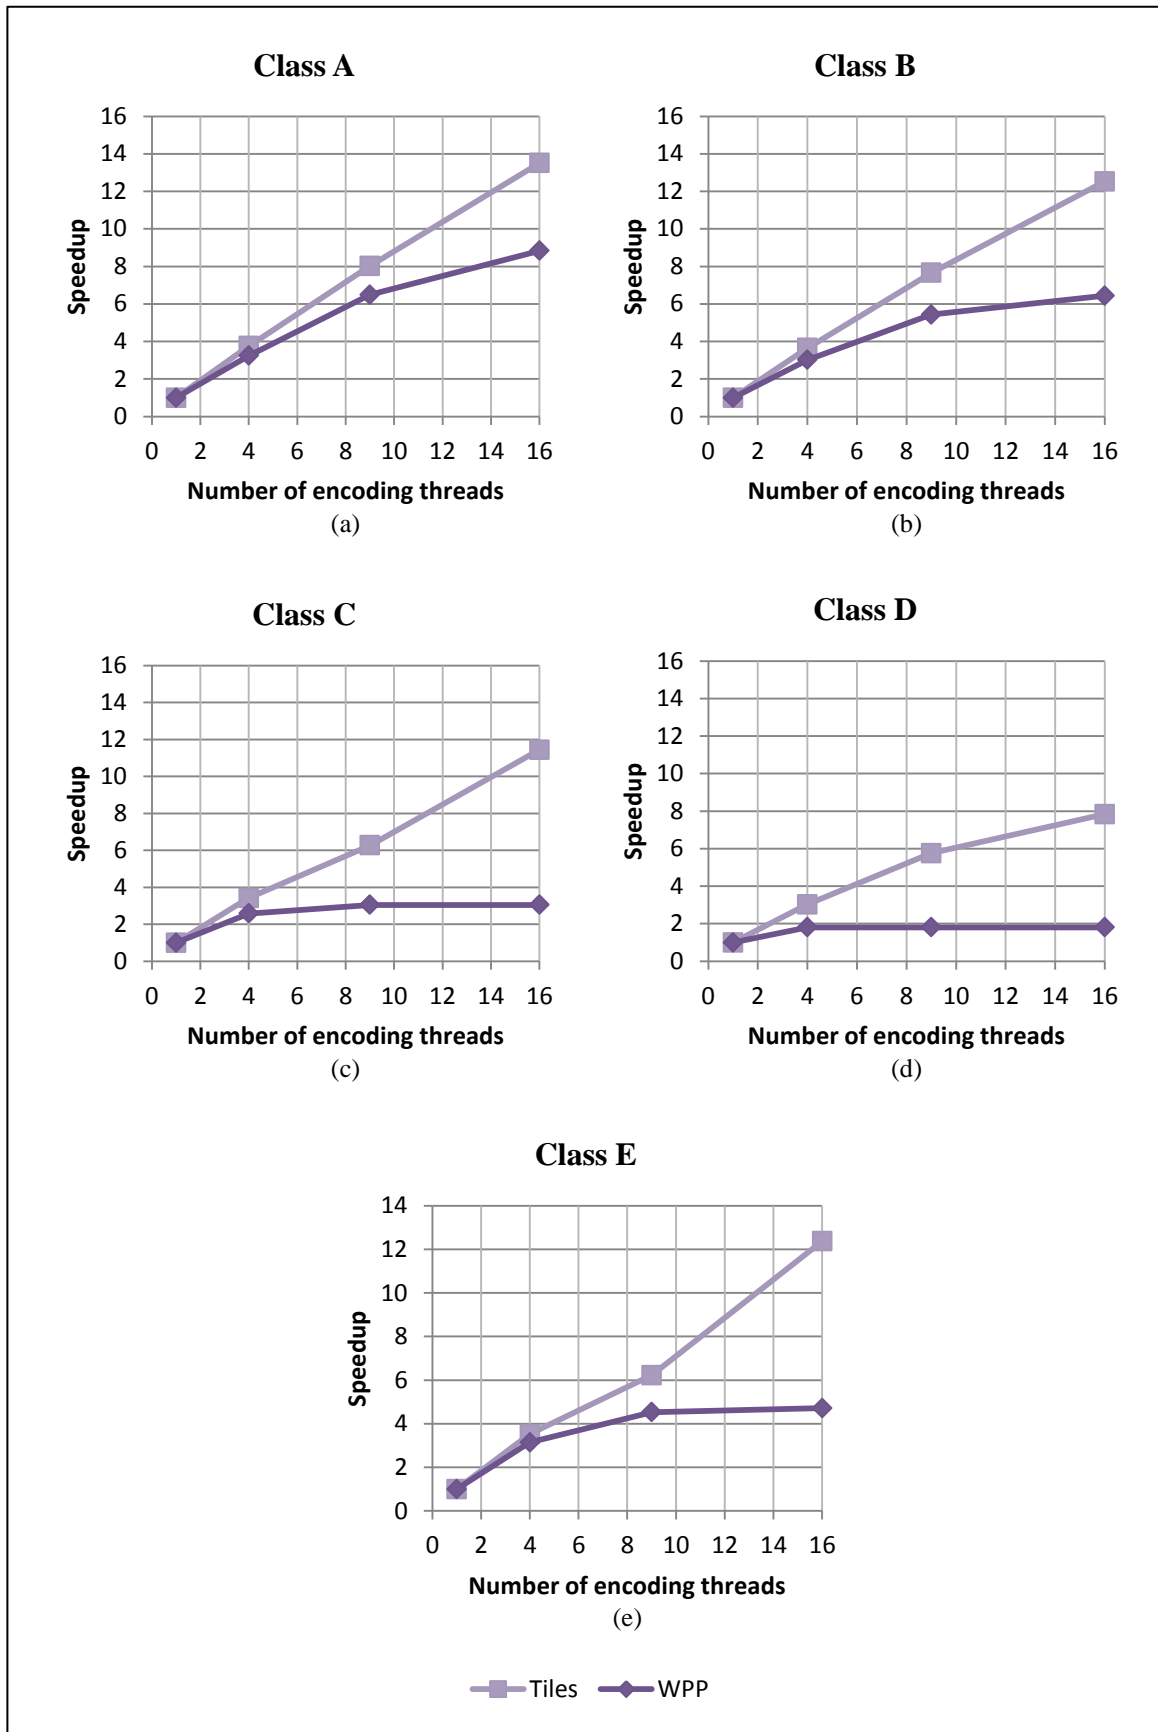 Class A
16
14
12
10
8
6
4
2
0
Speedup
0 2 4 6 8 10 12 14 16
Number of encoding threads
(a)
Class B
16
14
12
10
8
6
4
2
0
Speedup
0 2 4 6 8 10 12 14 16
Number of encoding threads
(b)
Class C
16
14
12
10
8
6
4
2
0
Speedup
0 2 4 6 8 10 12 14 16
Number of encoding threads
(c)
Class D
16
14
12
10
8
6
4
2
0
Speedup
0 2 4 6 8 10 12 14 16
Number of encoding threads
(d)
Class E
14
12
10
8
6
4
2
0
Speedup
0 2 4 6 8 10 12 14 16
Number of encoding threads
(e)
Tiles WPP